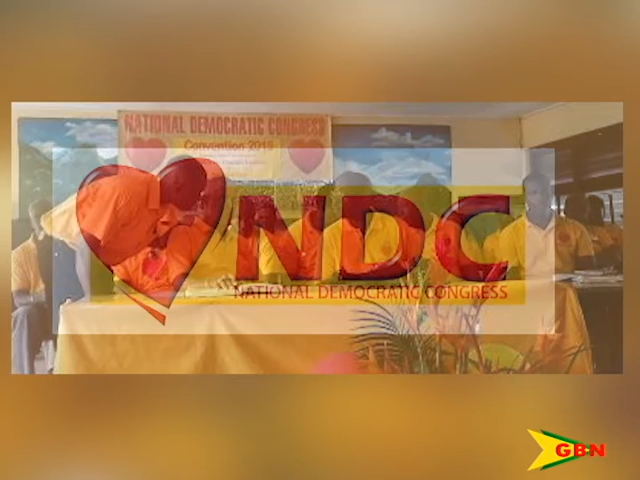 NATIONAL DEMOCRATIC CONGRESS
Convention 2015
NDC
NATIONAL DEMOCRATIC CONGRESS
GBN